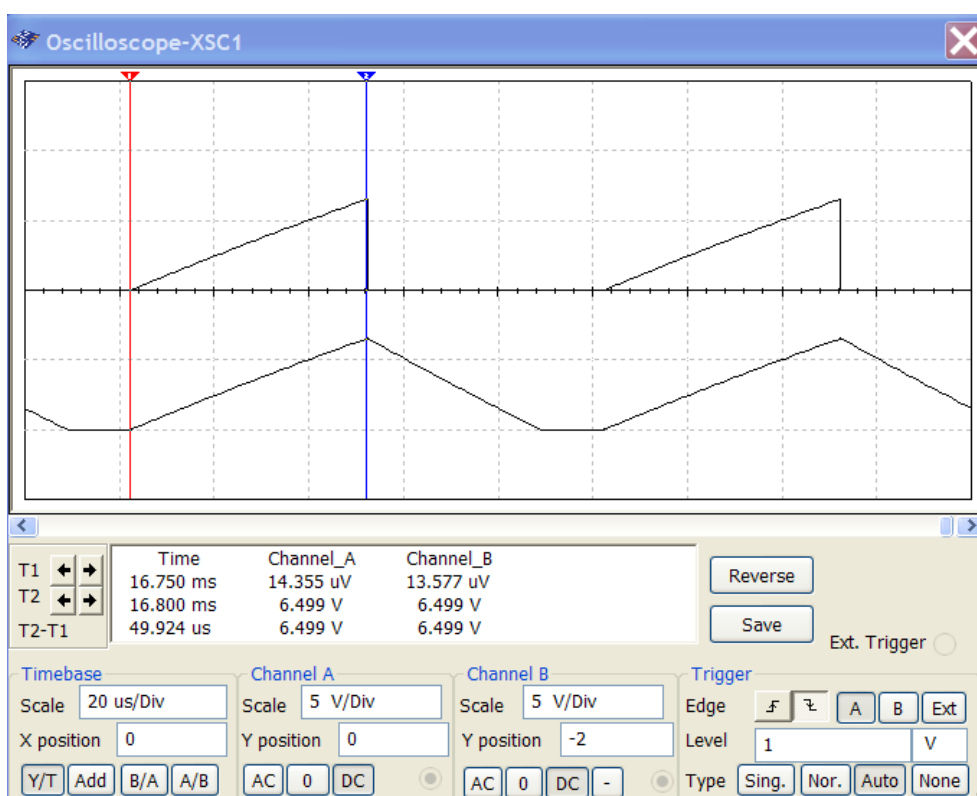 Oscilloscope-XSC1
1 2
Time Channel_A Channel_B
T1 16.750 ms 14.355 uV 13.577 uV
T2 16.800 ms 6.499 V 6.499 V
T2-T1 49.924 us 6.499 V 6.499 V
Reverse
Save
Ext. Trigger
Timebase
Scale 20 us/Div
X position 0
Y/T Add B/A A/B
Channel A
Scale 5 V/Div
Y position 0
AC 0 DC
Channel B
Scale 5 V/Div
Y position -2
AC 0 DC -
Trigger
Edge A B Ext
Level 1 V
Type Sing. Nor. Auto None